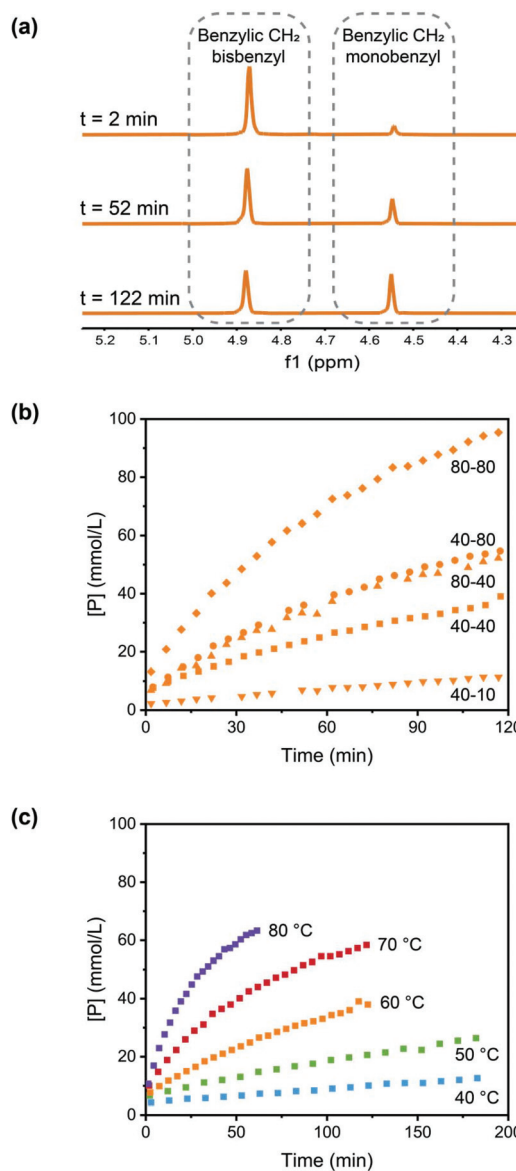 (a)
Benzylic CH₂
bisbenzyl
Benzylic CH₂
monobenzyl
t = 2 min
t = 52 min
t = 122 min
5.2 5.1 5.0 4.9 4.8 4.7 4.6 4.5 4.4 4.3
f1 (ppm)
(b)
100
80
60
40
20
0
[P] (mmol/L)
80-80
40-80
80-40
40-40
40-10
0 30 60 90 120
Time (min)
(c)
100
80
60
40
20
0
[P] (mmol/L)
80 °C
70 °C
60 °C
50 °C
40 °C
0 50 100 150 200
Time (min)